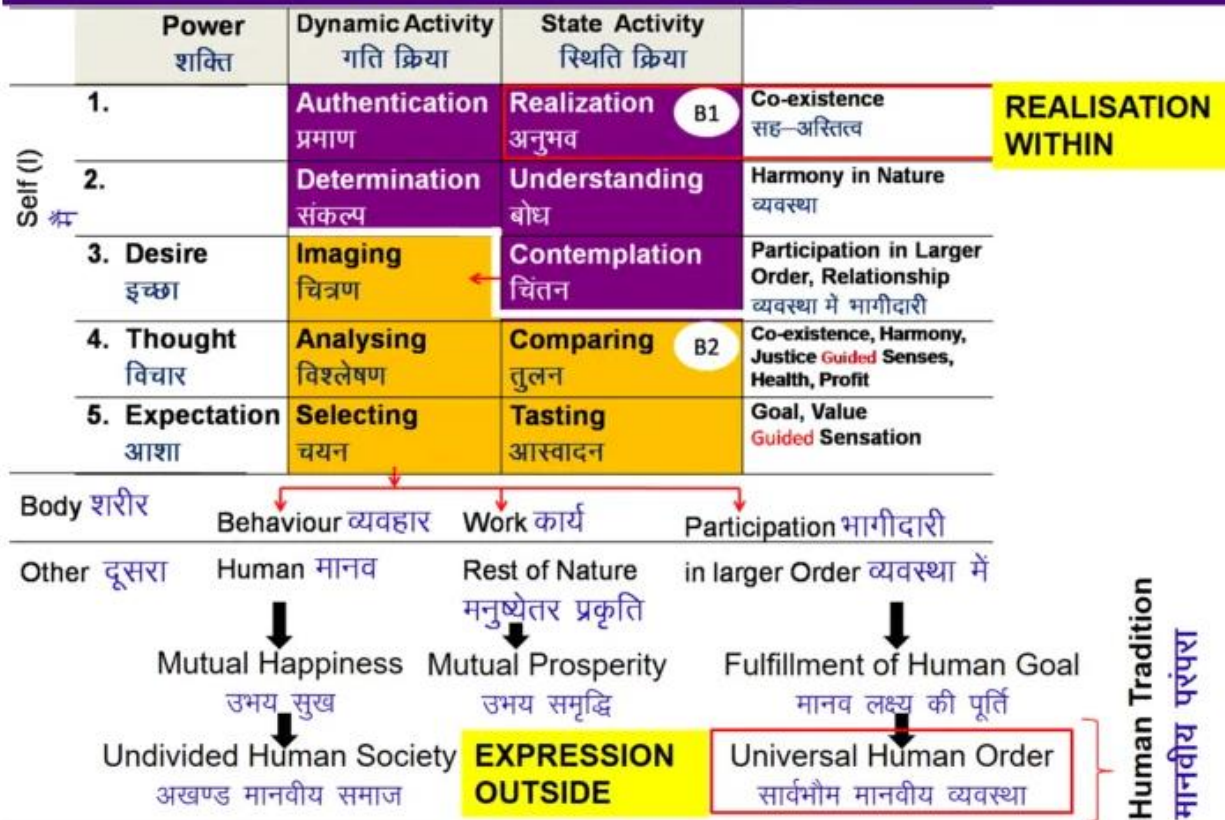 Power
शक्ति
Dynamic Activity
गति क्रिया
State Activity
स्थिति क्रिया
Self (I)
मैं
1.
Authentication
प्रमाण
Realization
अनुभव
B1
Co-existence
सह–अस्तित्व
REALISATION
WITHIN
2.
Determination
संकल्प
Understanding
बोध
Harmony in Nature
व्यवस्था
3. Desire
इच्छा
Imaging
चित्रण
Contemplation
चिंतन
Participation in Larger
Order, Relationship
व्यवस्था में भागीदारी
4. Thought
विचार
Analysing
विश्लेषण
Comparing
तुलन
B2
Co-existence, Harmony,
Justice Guided Senses,
Health, Profit
5. Expectation
आशा
Selecting
चयन
Tasting
आस्वादन
Goal, Value
Guided Sensation
Body शरीर
Behaviour व्यवहार
Work कार्य
Participation भागीदारी
Other दूसरा
Human मानव
Rest of Nature
मनुष्येतर प्रकृति
in larger Order व्यवस्था में
Mutual Happiness
उभय सुख
Mutual Prosperity
उभय समृद्धि
Fulfillment of Human Goal
मानव लक्ष्य की पूर्ति
Undivided Human Society
अखण्ड मानवीय समाज
EXPRESSION
OUTSIDE
Universal Human Order
सार्वभौम मानवीय व्यवस्था
Human Tradition
मानवीय परंपरा